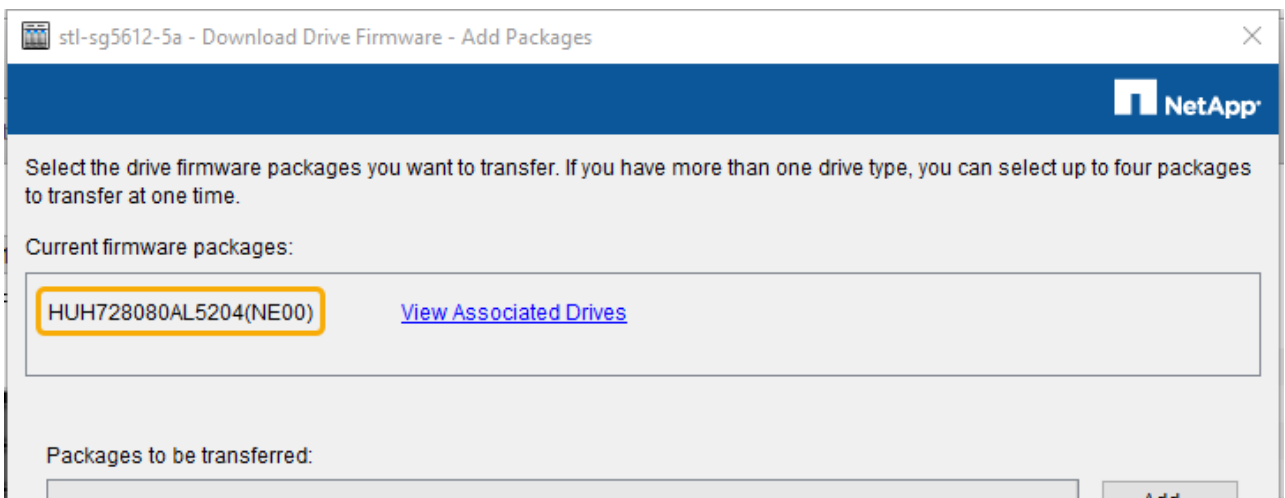 stl-sg5612-5a - Download Drive Firmware - Add Packages
NetApp
Select the drive firmware packages you want to transfer. If you have more than one drive type, you can select up to four packages
to transfer at one time.
Current firmware packages:
HUH728080AL5204(NE00) View Associated Drives
Packages to be transferred: